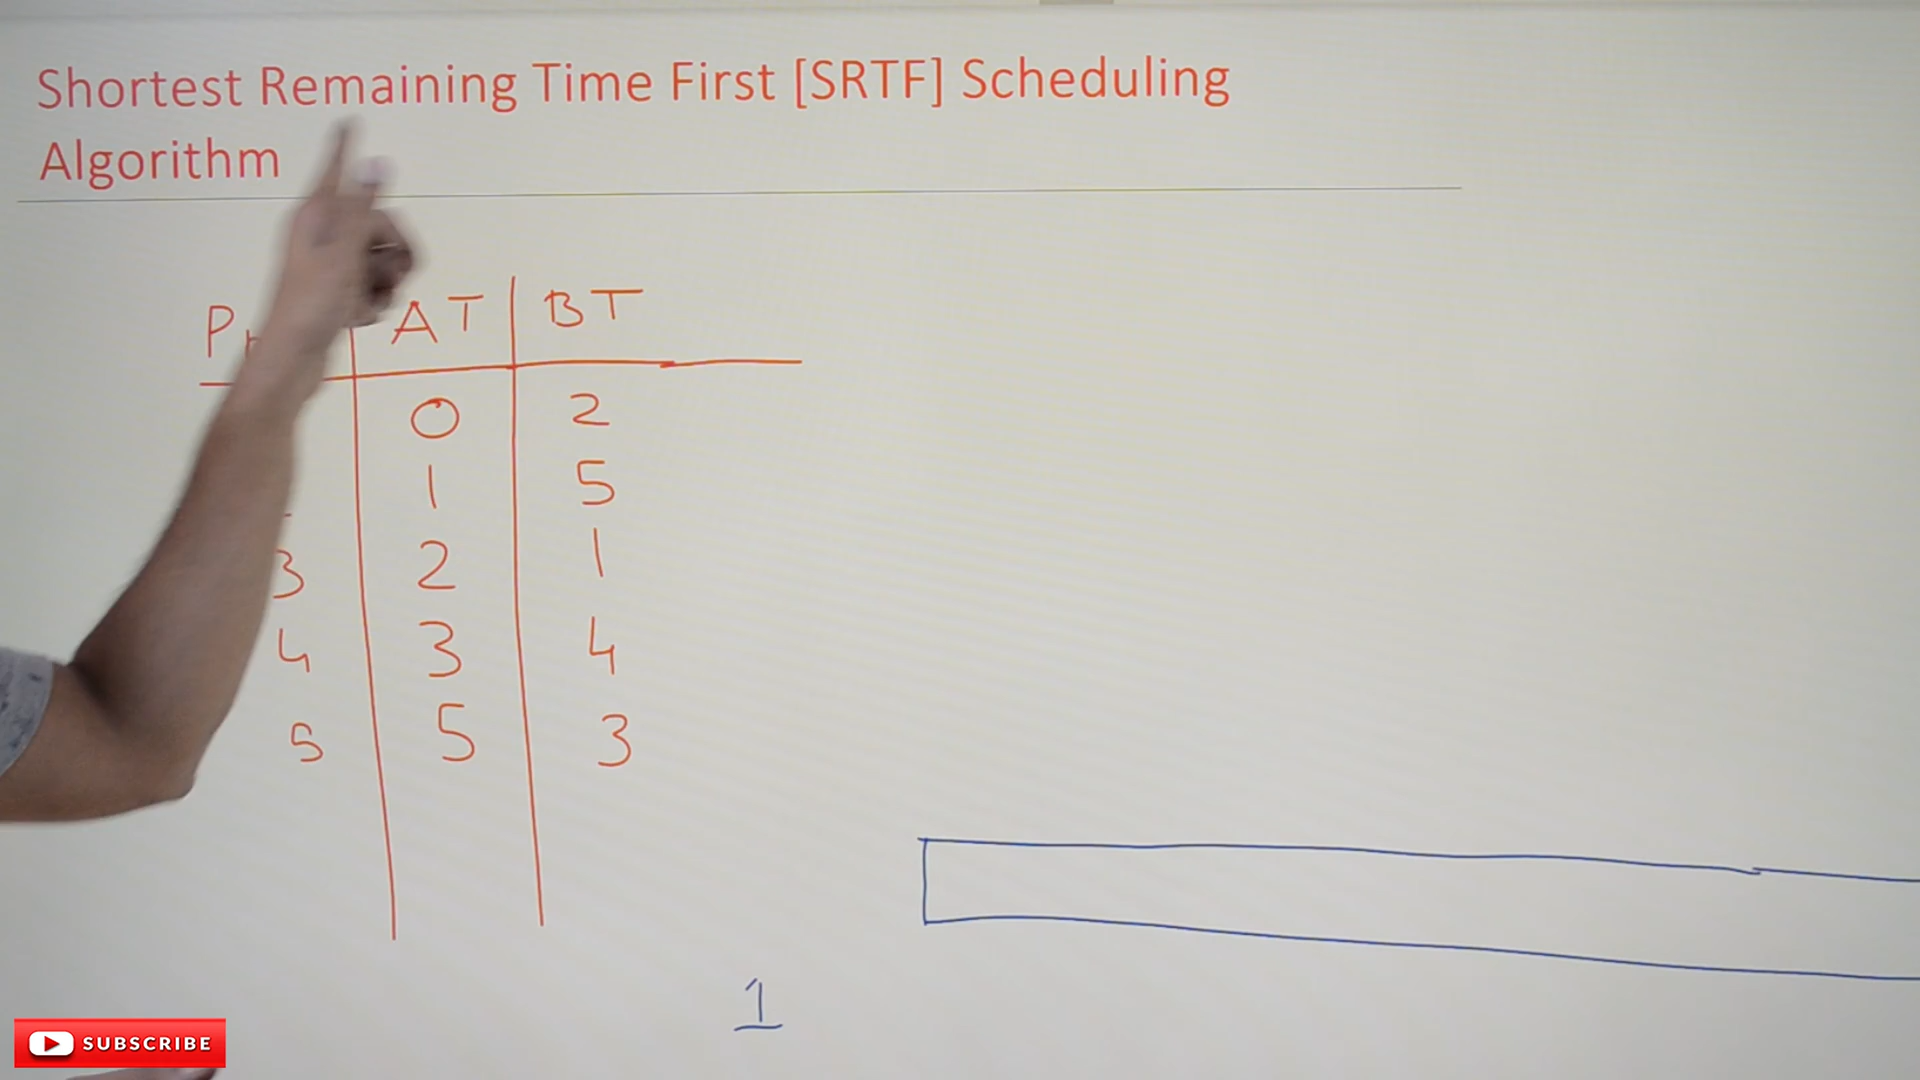 Shortest Remaining Time First [SRTF] Scheduling
Algorithm
AT BT
0 2
1 5
3 2 1
4 3 4
5 5 3
1
SUBSCRIBE